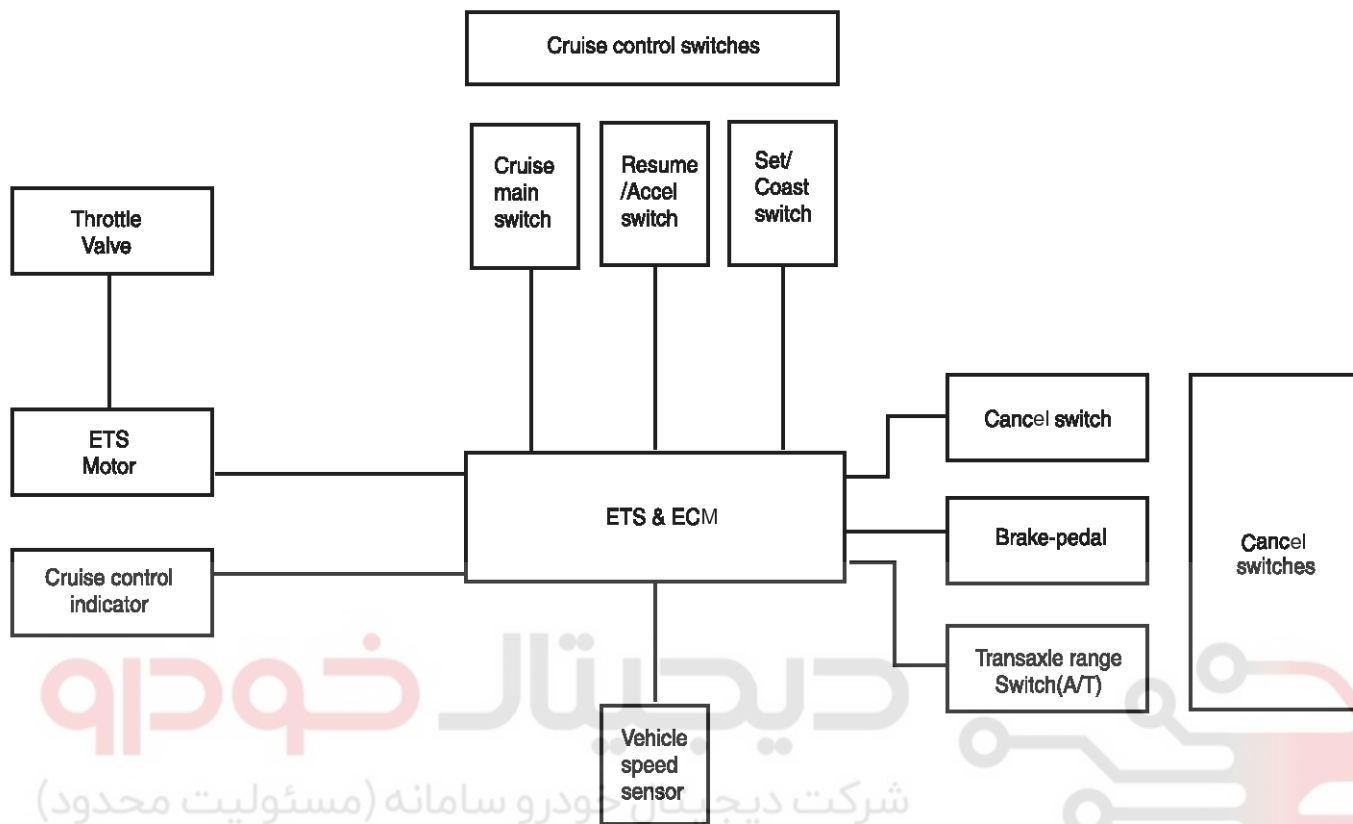 Cruise control switches
Cruise
main
switch
Resume
/Accel
switch
Set/
Coast
switch
Throttle
Valve
ETS
Motor
Cruise control
indicator
ETS & ECM
Cancel switch
Brake-pedal
Transaxle range
Switch(A/T)
Cancel
switches
Vehicle
speed
sensor
دیجیتال خودرو
شرکت دیجیتال خودرو سامانه (مسئولیت محدود)